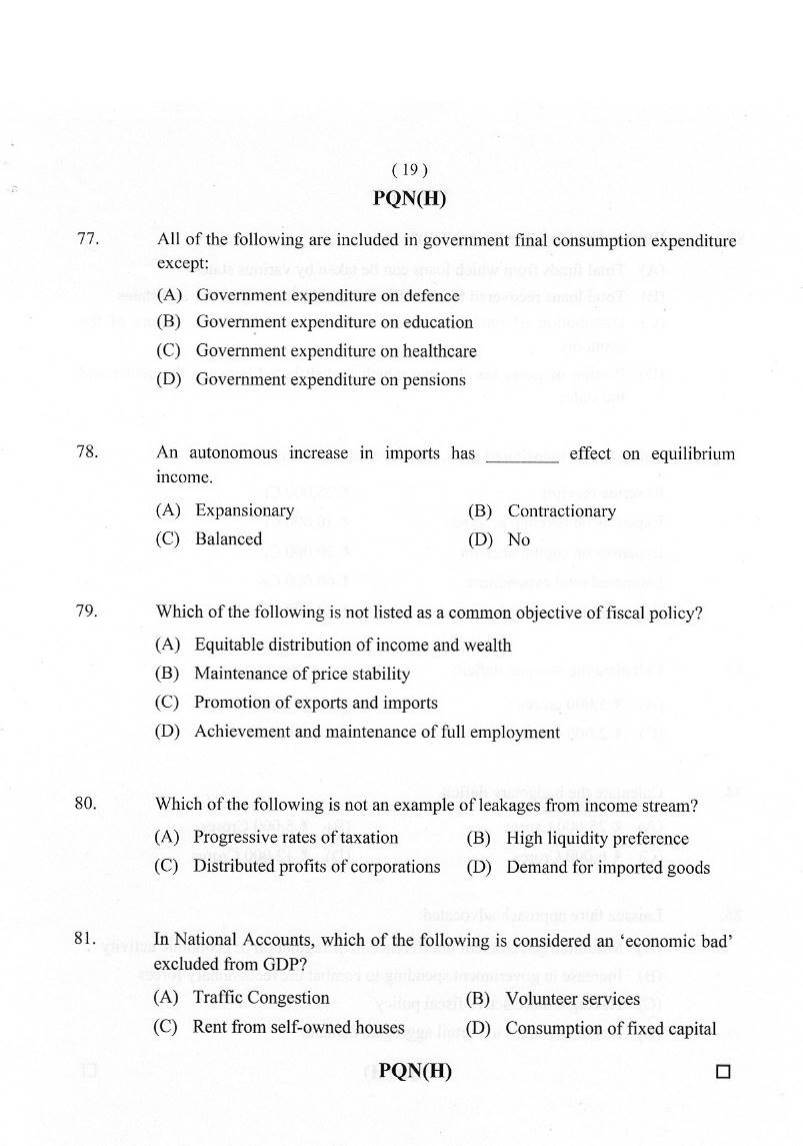 ( 19 )
PQN(H)
77. All of the following are included in government final consumption expenditure
except:
(A) Government expenditure on defence
(B) Government expenditure on education
(C) Government expenditure on healthcare
(D) Government expenditure on pensions
78. An autonomous increase in imports has ________ effect on equilibrium
income.
(A) Expansionary (B) Contractionary
(C) Balanced (D) No
79. Which of the following is not listed as a common objective of fiscal policy?
(A) Equitable distribution of income and wealth
(B) Maintenance of price stability
(C) Promotion of exports and imports
(D) Achievement and maintenance of full employment
80. Which of the following is not an example of leakages from income stream?
(A) Progressive rates of taxation (B) High liquidity preference
(C) Distributed profits of corporations (D) Demand for imported goods
81. In National Accounts, which of the following is considered an ‘economic bad’
excluded from GDP?
(A) Traffic Congestion (B) Volunteer services
(C) Rent from self-owned houses (D) Consumption of fixed capital
PQN(H)